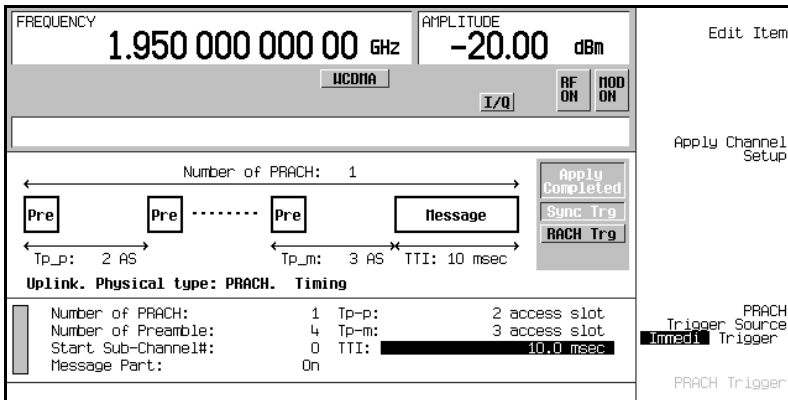 FREQUENCY
1.950 000 000 00 GHz
AMPLITUDE
-20.00 dBm
WCDMA
I/Q
RF ON
MOD ON
Edit Item
Apply Channel
Setup
Number of PRACH: 1
Pre
Pre
Pre
Message
Tp_p: 2 AS
Tp_m: 3 AS
TTI: 10 msec
Apply
Completed
Sync Trg
RACH Trg
Uplink. Physical type: PRACH. Timing
Number of PRACH: 1 Tp-p: 2 access slot
Number of Preamble: 4 Tp-m: 3 access slot
Start Sub-Channel#: 0 TTI: 10.0 msec
Message Part: On
PRACH
Trigger Source
Immedi Trigger
PRACH Trigger